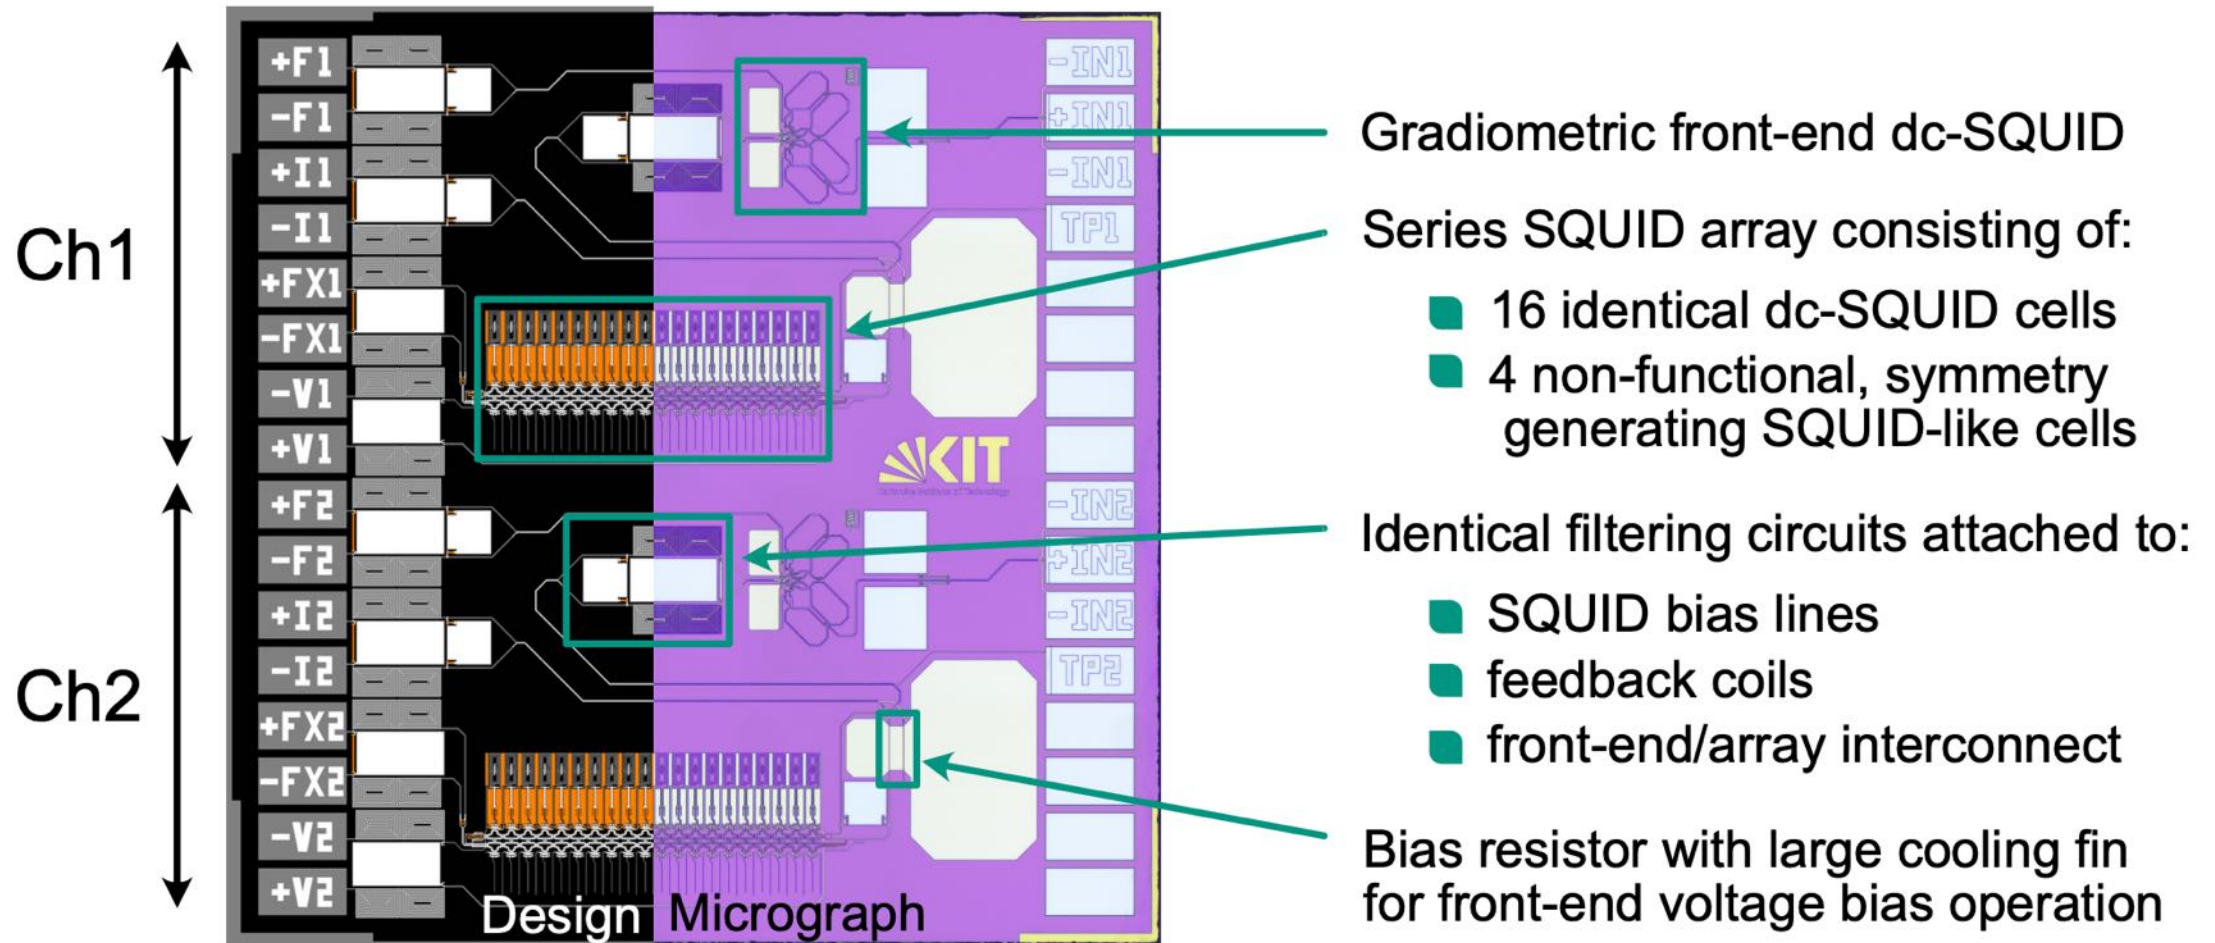 Ch1
Ch2
+F1
-F1
+I1
-I1
+FX1
-FX1
-V1
+V1
+F2
-F2
+I2
-I2
+FX2
-FX2
-V2
+V2
-IN1
+IN1
-IN1
TP1
KIT
-IN2
+IN2
-IN2
TP2
Design
Micrograph
Gradiometric front-end dc-SQUID
Series SQUID array consisting of:
16 identical dc-SQUID cells
4 non-functional, symmetry
generating SQUID-like cells
Identical filtering circuits attached to:
SQUID bias lines
feedback coils
front-end/array interconnect
Bias resistor with large cooling fin
for front-end voltage bias operation